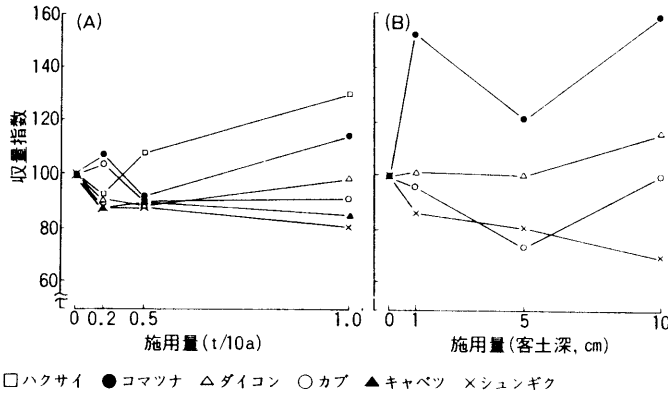 (A)
(B)
収量指数
160
140
120
100
80
60
0 0.2 0.5 1.0
0 1 5 10
施用量(t/10a)
施用量(客土深, cm)
□ハクサイ ●コマツナ △ダイコン ○カブ ▲キャベツ ×シュンギク